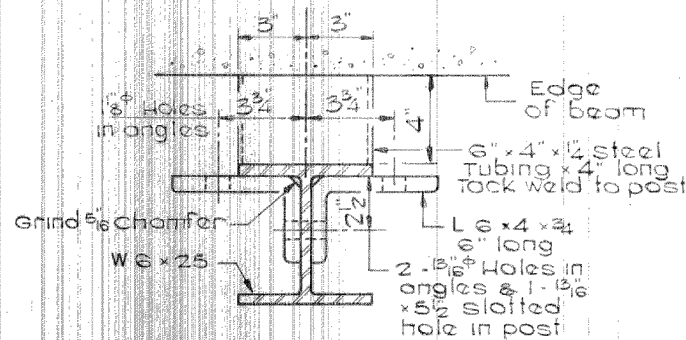 3" 3"
1⅛"ϕ Holes
in angles
3¾" 3¾"
4"
Edge
of beam
6" × 4" × ¼ steel
Tubing × 4" long
Tack weld to post
Grind 5/16 Chamfer
2½"
L 6 × 4 × ¾
6" long
W 6 × 25
2 - 13/16"ϕ Holes in
angles & 1 - 13/16
× 5½ slotted
hole in post